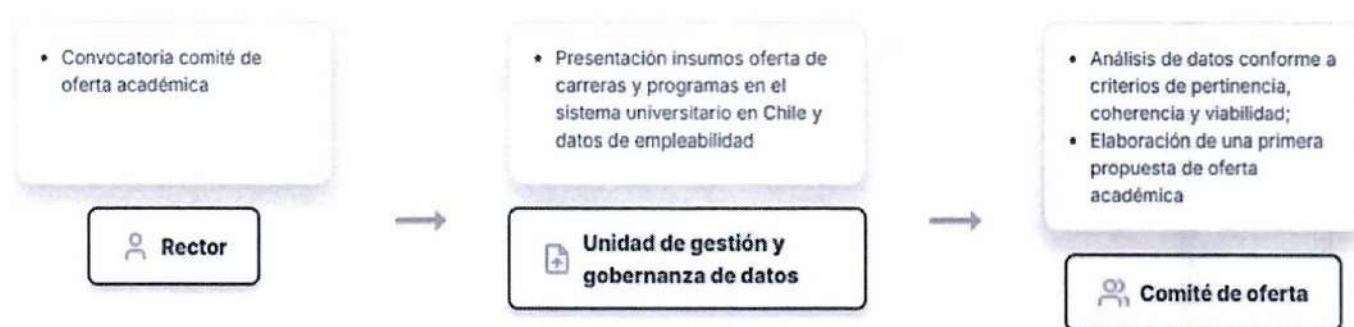 • Convocatoria comité de
oferta académica
Rector
• Presentación insumos oferta de
carreras y programas en el
sistema universitario en Chile y
datos de empleabilidad
Unidad de gestión y
gobernanza de datos
• Análisis de datos conforme a
criterios de pertinencia,
coherencia y viabilidad;
• Elaboración de una primera
propuesta de oferta
académica
Comité de oferta